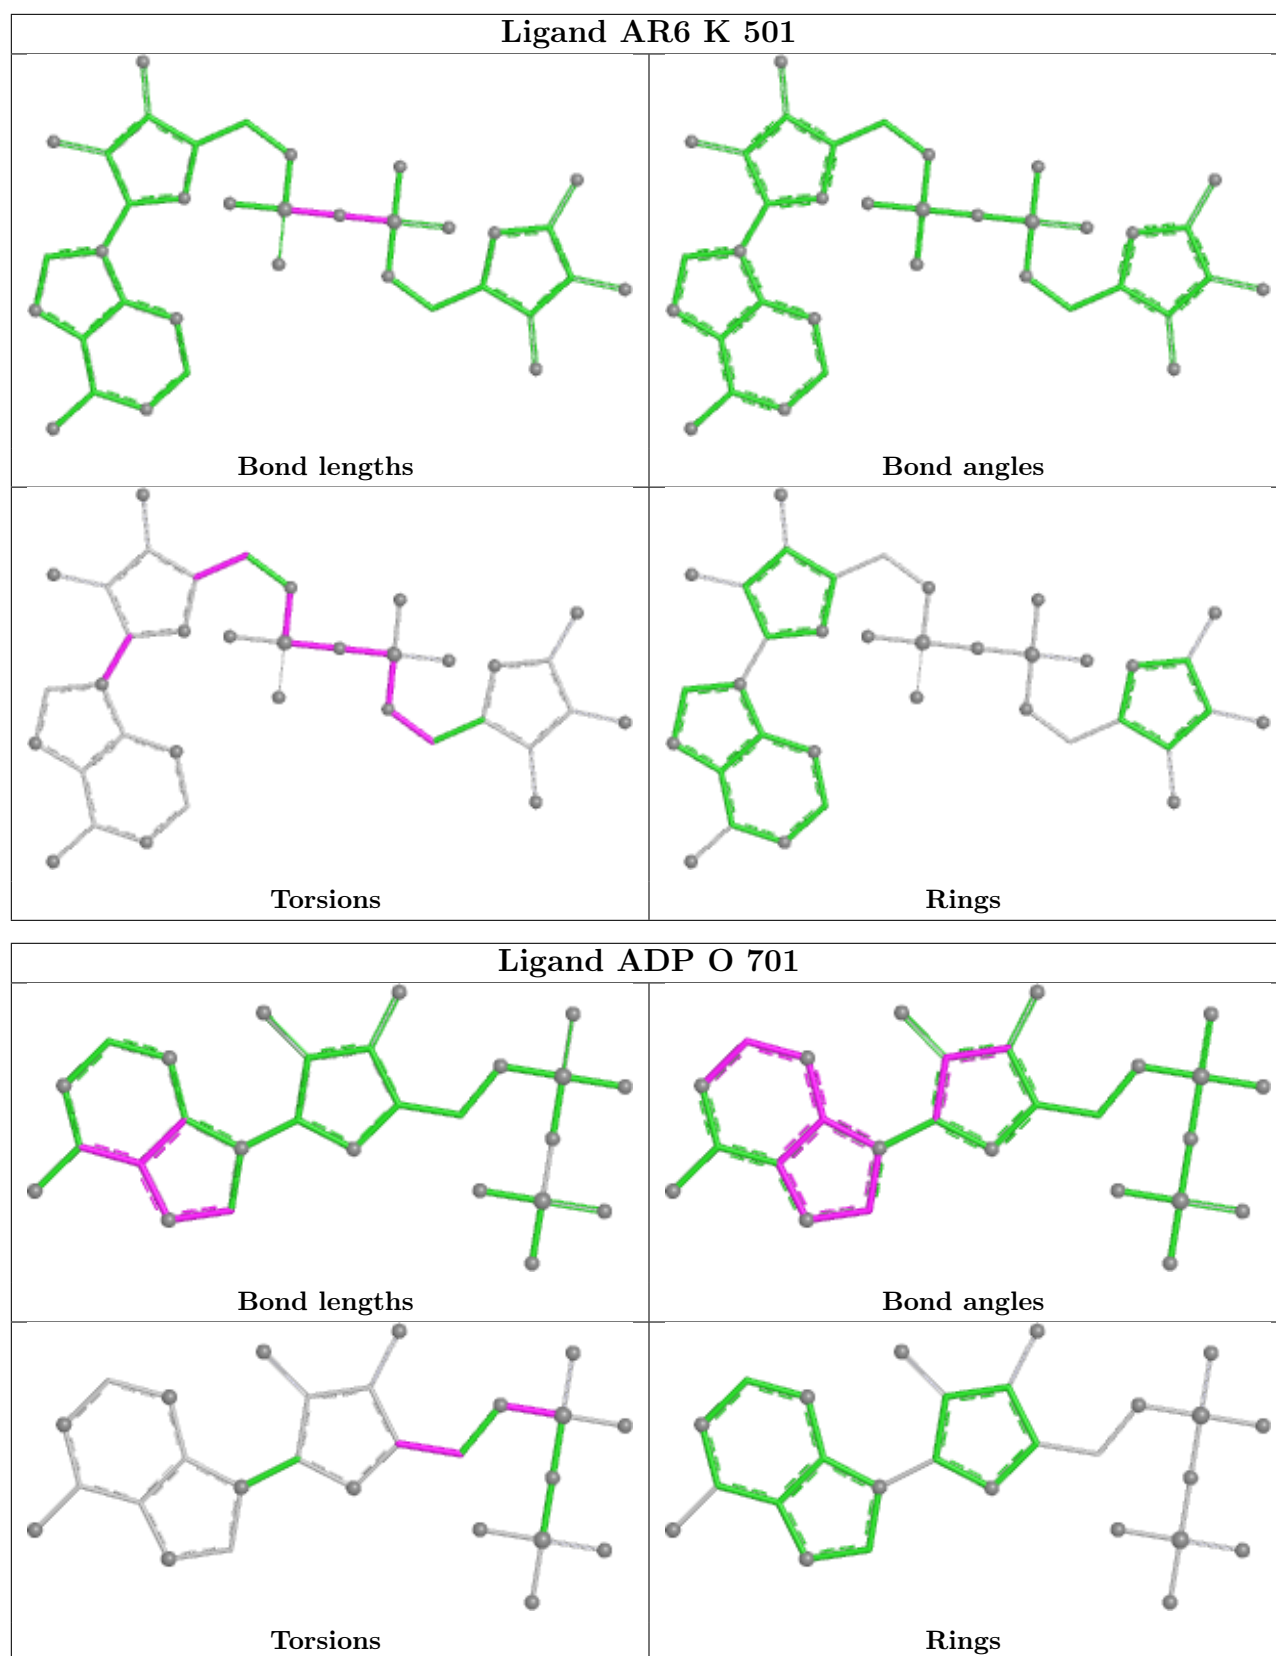 Ligand AR6 K 501
Bond lengths
Bond angles
Torsions
Rings
Ligand ADP O 701
Bond lengths
Bond angles
Torsions
Rings